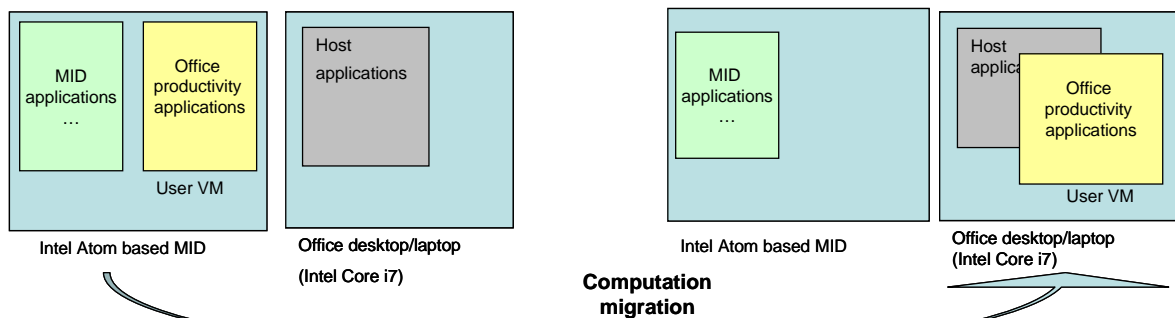 MID
applications
…
Office
productivity
applications
User VM
Intel Atom based MID
Host
applications
Office desktop/laptop
(Intel Core i7)
Computation
migration
MID
applications
…
Intel Atom based MID
Host
applica
Office
productivity
applications
User VM
Office desktop/laptop
(Intel Core i7)